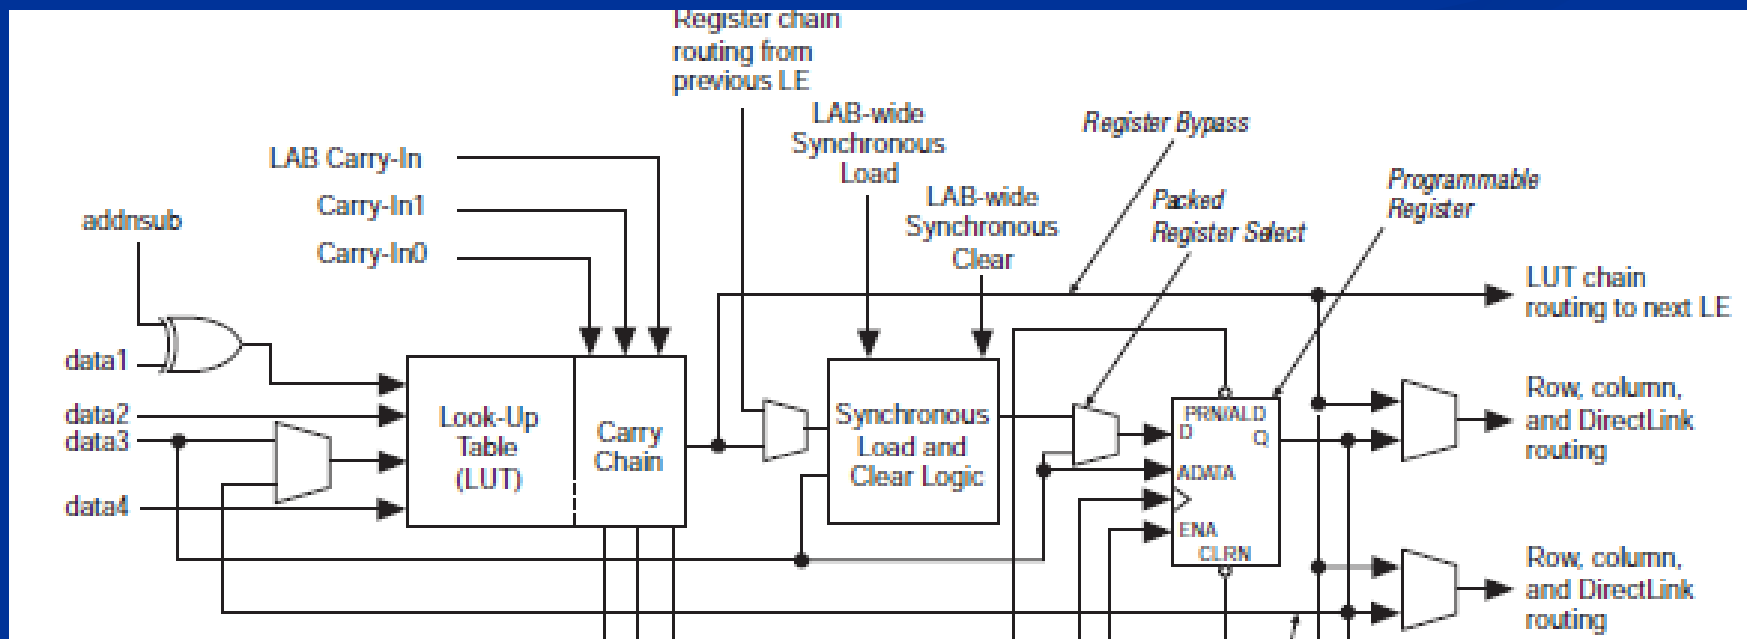 Register chain
routing from
previous LE
LAB-wide
Synchronous
Load
Register Bypass
LAB Carry-In
Carry-In1
Carry-In0
addnsub
LAB-wide
Synchronous
Clear
Packed
Register Select
Programmable
Register
LUT chain
routing to next LE
data1
data2
data3
data4
Look-Up
Table
(LUT)
Carry
Chain
Synchronous
Load and
Clear Logic
PRN/ALD
D
Q
ADATA
ENA
CLRN
Row, column,
and DirectLink
routing
Row, column,
and DirectLink
routing